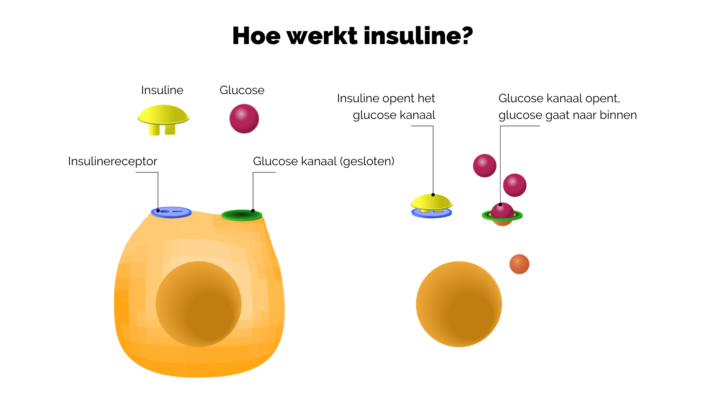 Hoe werkt insuline?
Insuline
Glucose
Insulinereceptor
Glucose kanaal (gesloten)
Insuline opent het
glucose kanaal
Glucose kanaal opent,
glucose gaat naar binnen